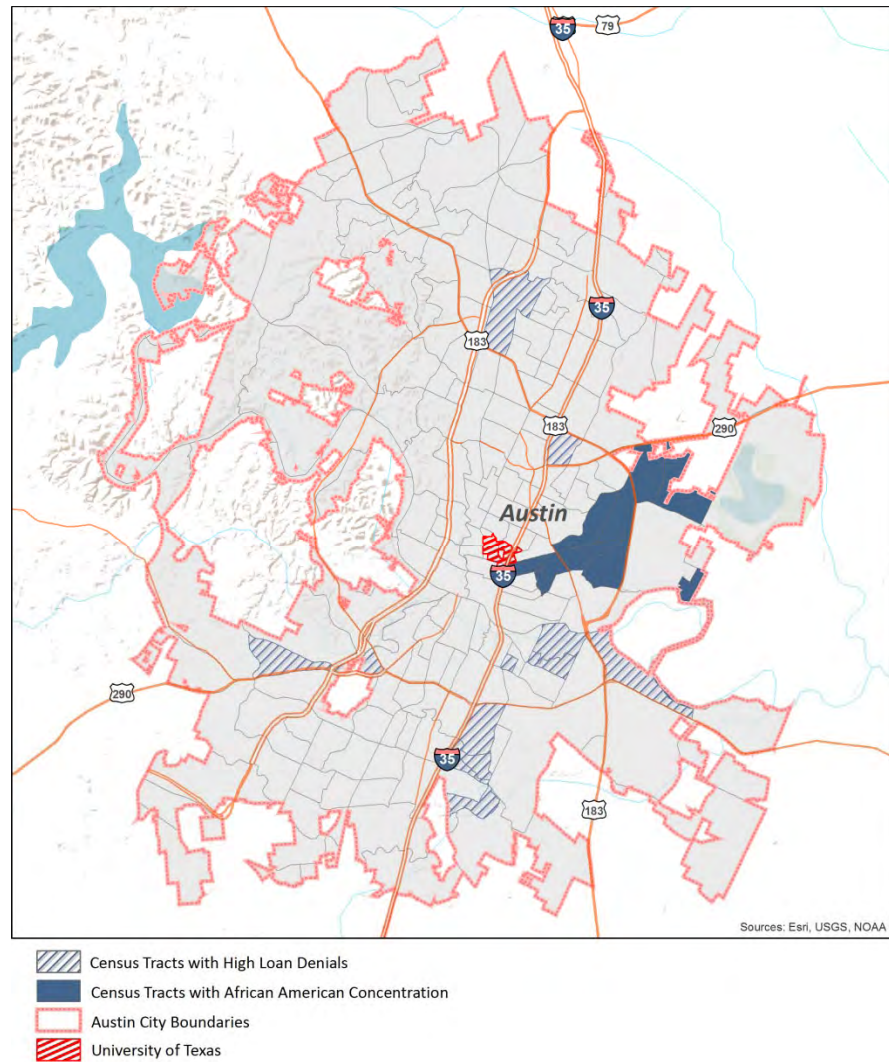 35
79
35
183
183
290
Austin
35
290
35
183
Sources: Esri, USGS, NOAA
Census Tracts with High Loan Denials
Census Tracts with African American Concentration
Austin City Boundaries
University of Texas